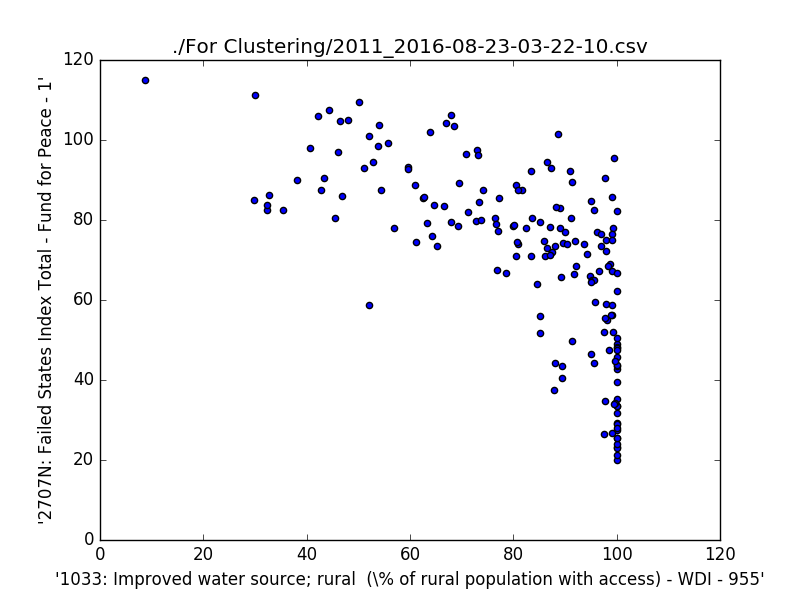 ./For Clustering/2011_2016-08-23-03-22-10.csv
120
100
80
60
40
20
0
'2707N: Failed States Index Total - Fund for Peace - 1'
0 20 40 60 80 100 120
'1033: Improved water source; rural (\% of rural population with access) - WDI - 955'